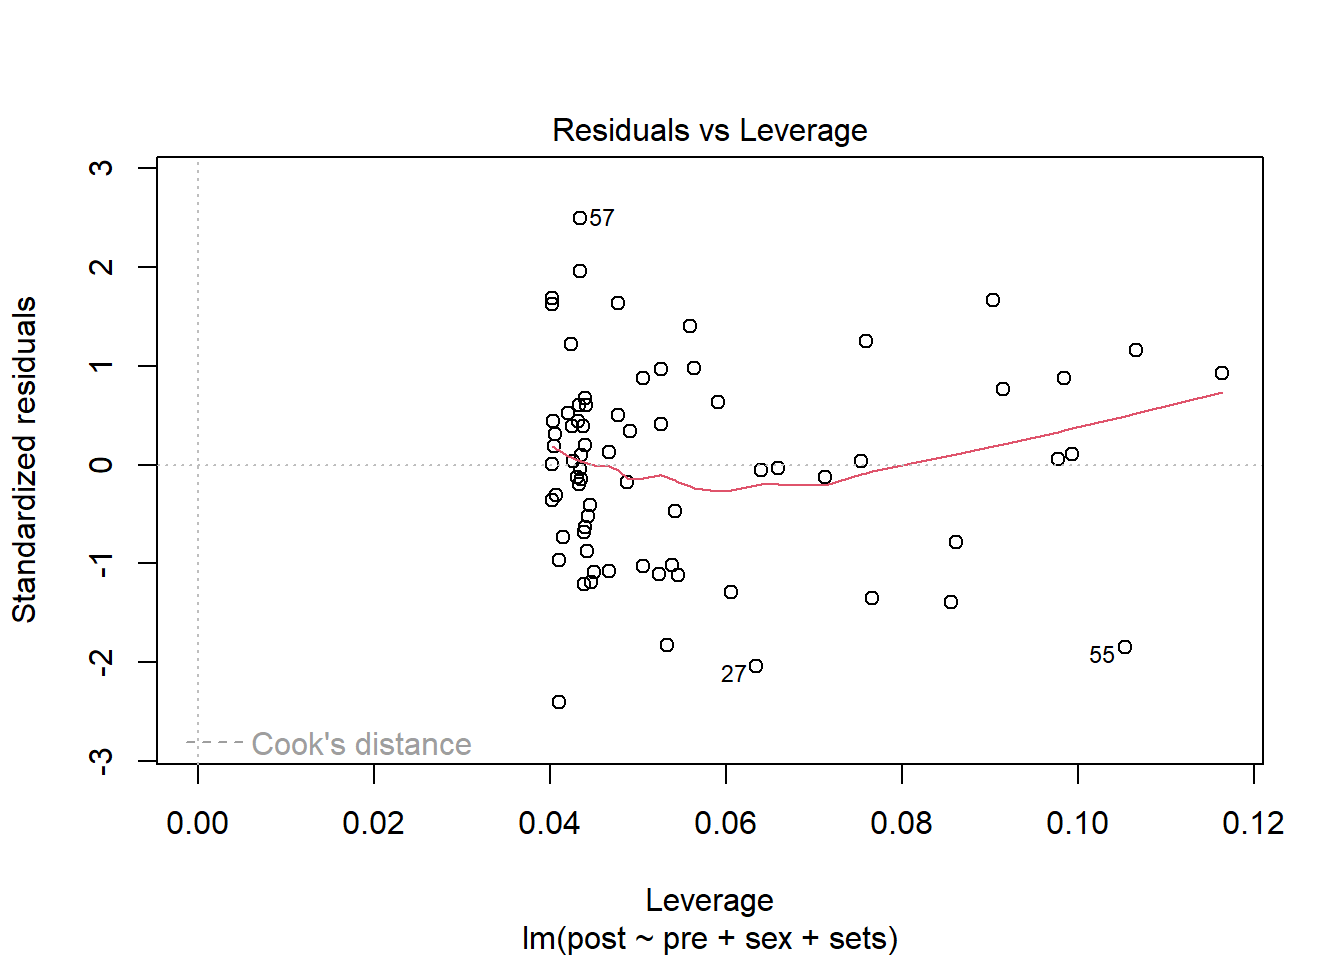 Residuals vs Leverage
3
2
1
0
-1
-2
-3
Standardized residuals
57
27
55
Cook's distance
0.00 0.02 0.04 0.06 0.08 0.10 0.12
Leverage
lm(post ~ pre + sex + sets)